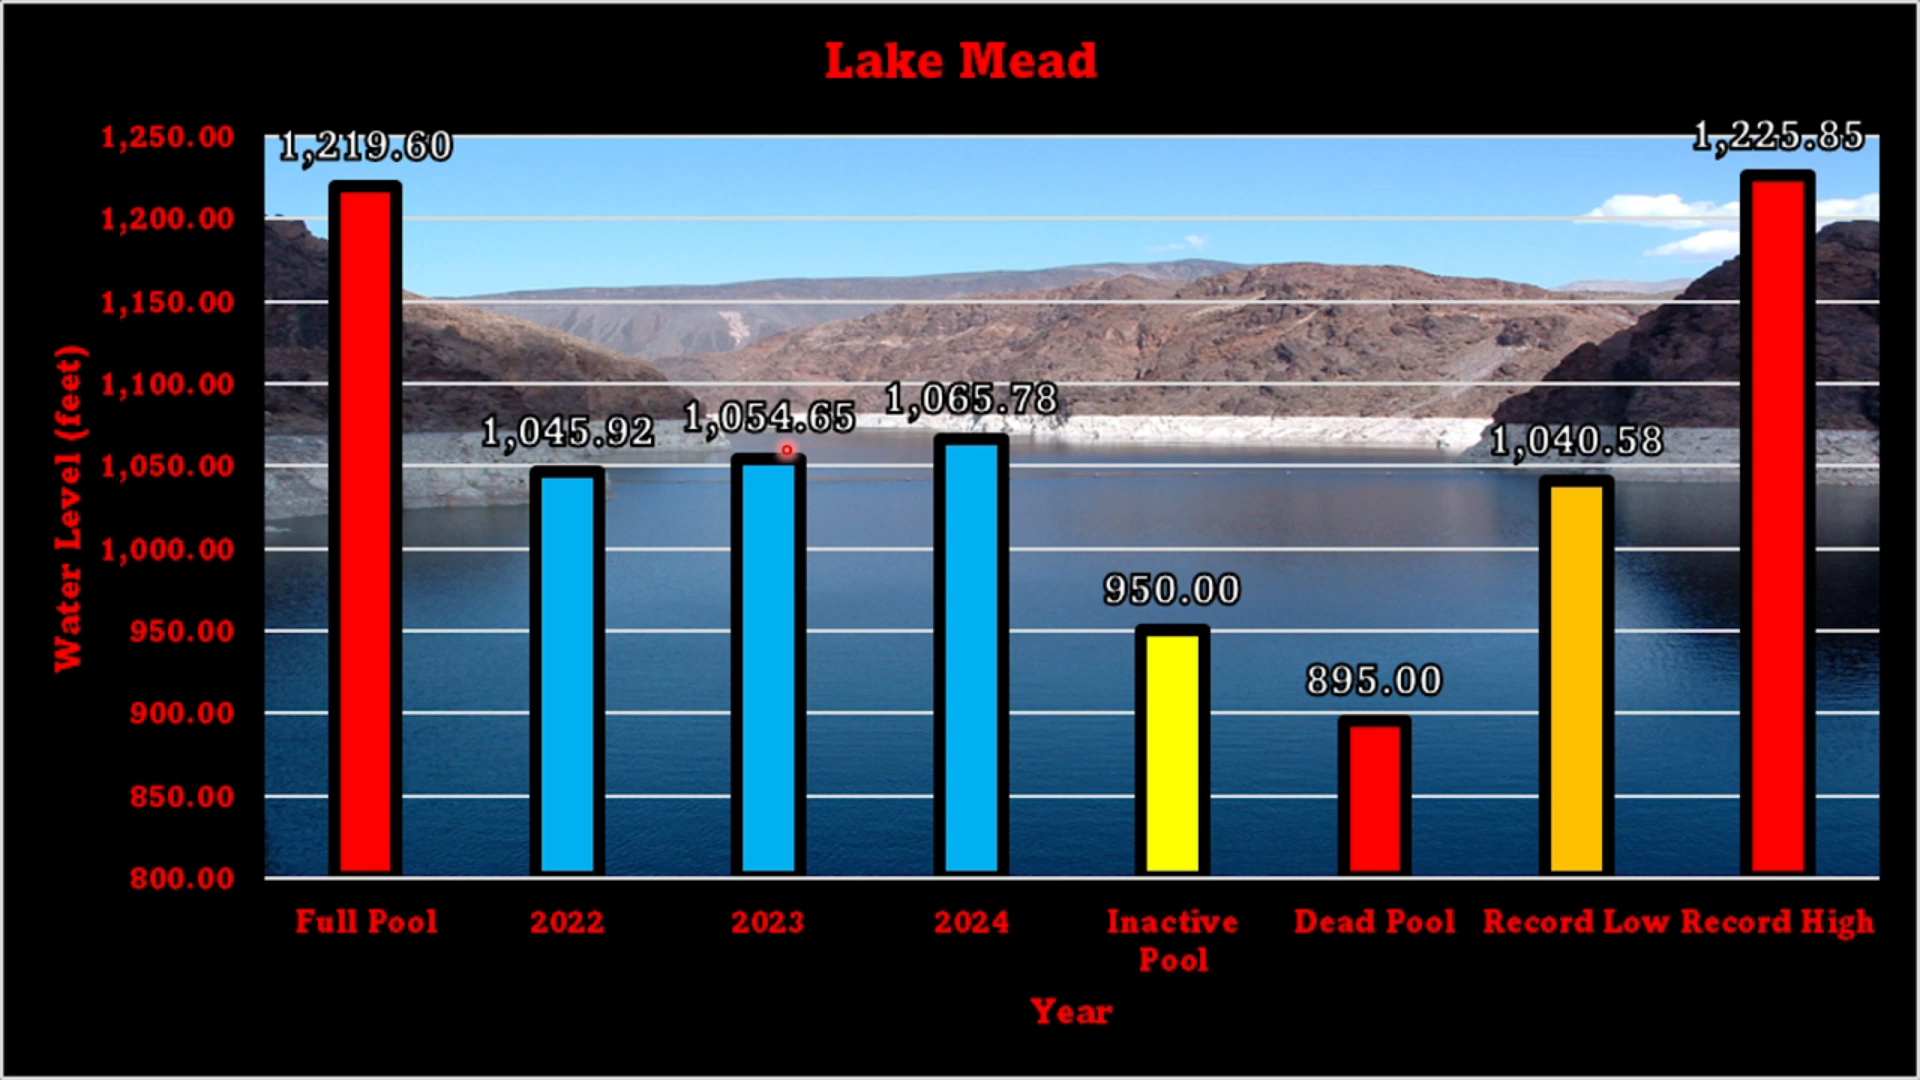 Lake Mead
1,250.00
1,200.00
1,150.00
1,100.00
1,050.00
1,000.00
950.00
900.00
850.00
800.00
Water Level (feet)
1,219.60
1,045.92
1,054.65
1,065.78
950.00
895.00
1,040.58
1,225.85
Full Pool
2022
2023
2024
Inactive
Pool
Dead Pool
Record Low
Record High
Year